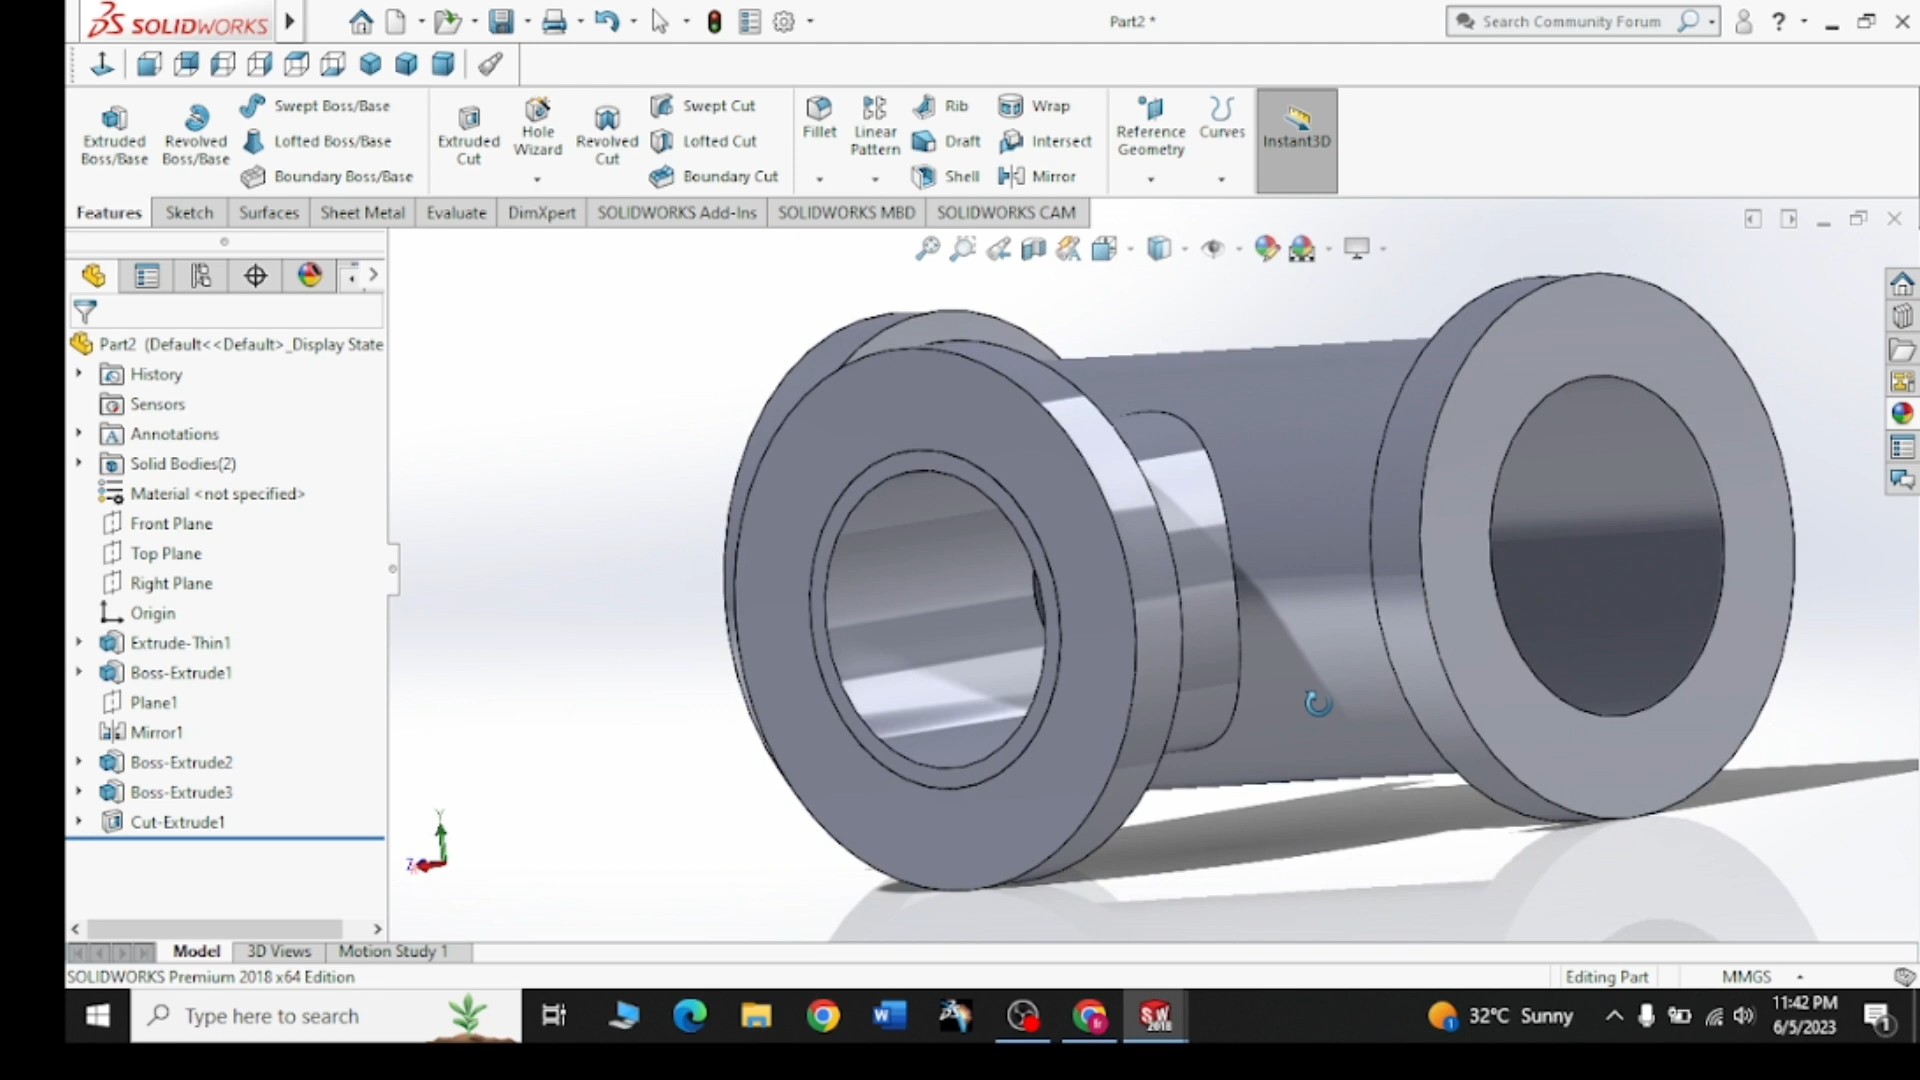 SOLIDWORKS
Part2 *
Search Community Forum
?
Extruded Boss/Base
Revolved Boss/Base
Swept Boss/Base
Lofted Boss/Base
Boundary Boss/Base
Extruded Cut
Hole Wizard
Revolved Cut
Swept Cut
Lofted Cut
Boundary Cut
Fillet
Linear Pattern
Rib
Draft
Shell
Wrap
Intersect
Mirror
Reference Geometry
Curves
Instant3D
Features
Sketch
Surfaces
Sheet Metal
Evaluate
DimXpert
SOLIDWORKS Add-Ins
SOLIDWORKS MBD
SOLIDWORKS CAM
Part2 (Default<<Default>_Display State
History
Sensors
Annotations
Solid Bodies(2)
Material <not specified>
Front Plane
Top Plane
Right Plane
Origin
Extrude-Thin1
Boss-Extrude1
Plane1
Mirror1
Boss-Extrude2
Boss-Extrude3
Cut-Extrude1
Y
Z
Model
3D Views
Motion Study 1
SOLIDWORKS Premium 2018 x64 Edition
Editing Part
MMGS
Type here to search
32°C Sunny
11:42 PM
6/5/2023